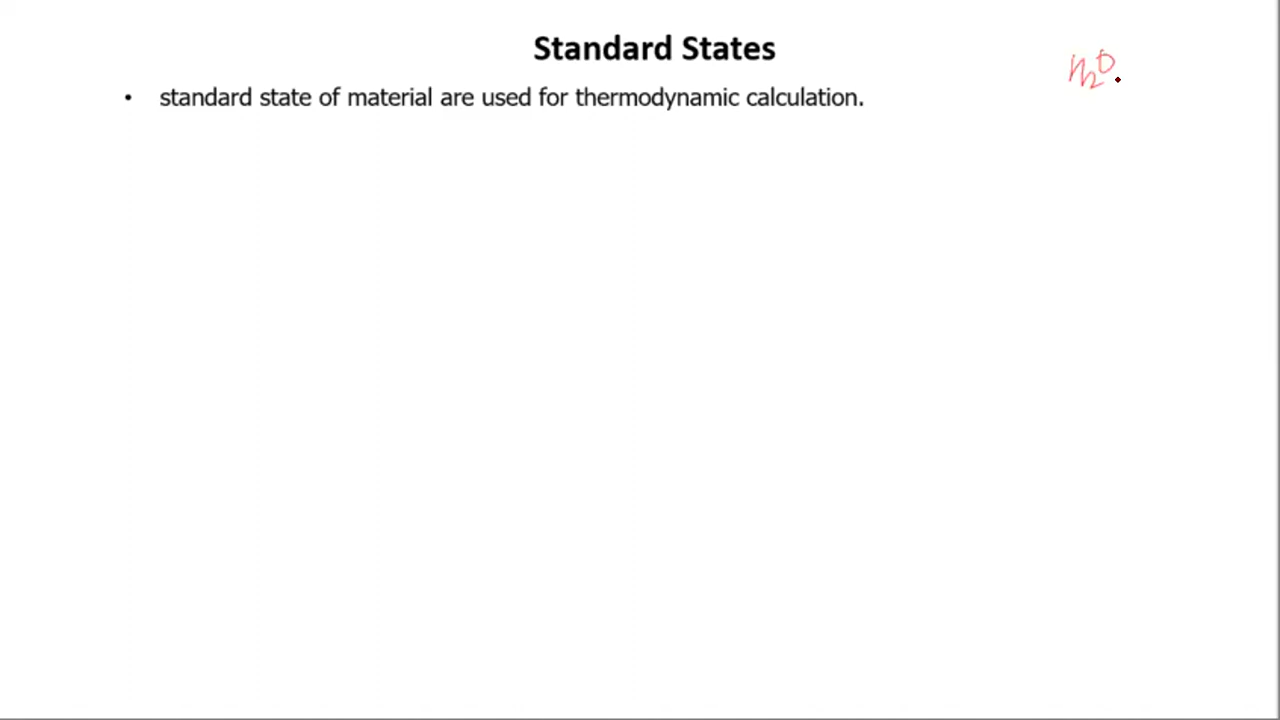 Standard States
H2O
• standard state of material are used for thermodynamic calculation.